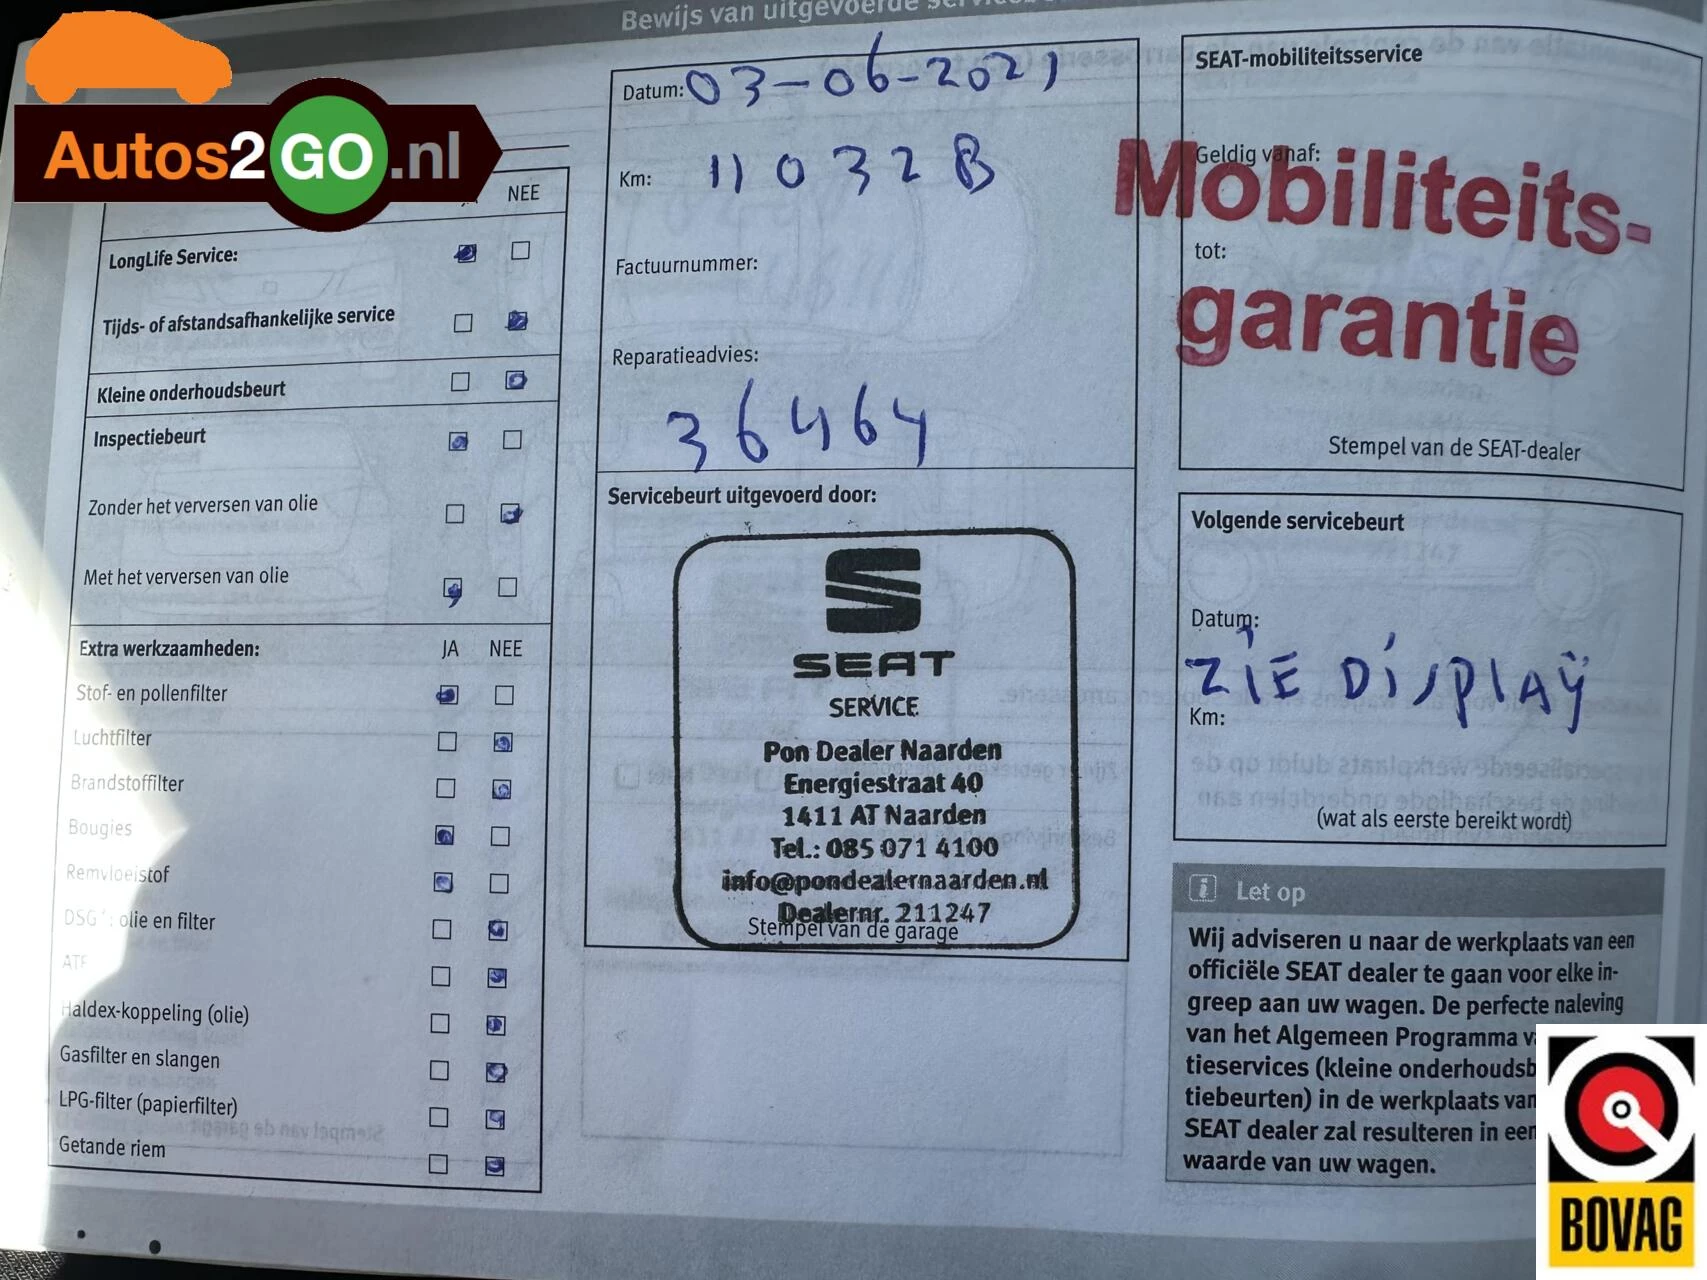 Bewijs van uitgevoerde
Autos2GO.nl
NEE
LongLife Service:
Tijds- of afstandsafhankelijke service
Kleine onderhoudsbeurt
Inspectiebeurt
Zonder het verversen van olie
Met het verversen van olie
Extra werkzaamheden: JA NEE
Stof- en pollenfilter
Luchtfilter
Brandstoffilter
Bougies
Remvloeistof
DSG : olie en filter
ATF
Haldex-koppeling (olie)
Gasfilter en slangen
LPG-filter (papierfilter)
Getande riem
Datum: 03-06-2021
Km: 110328
Factuurnummer:
Reparatieadvies:
36464
Servicebeurt uitgevoerd door:
SEAT
SERVICE
Pon Dealer Naarden
Energiestraat 40
1411 AT Naarden
Tel.: 085 071 4100
info@pondealernaarden.nl
Dealernr. 211247
Stempel van de garage
SEAT-mobiliteitsservice
Geldig vanaf:
Mobiliteits-
tot:
garantie
Stempel van de SEAT-dealer
Volgende servicebeurt
Datum:
ZIE DISPLAY
Km:
(wat als eerste bereikt wordt)
i Let op
Wij adviseren u naar de werkplaats van een
officiële SEAT dealer te gaan voor elke in-
greep aan uw wagen. De perfecte naleving
van het Algemeen Programma
tieservices (kleine onderhoudsb
tiebeurten) in de werkplaats van
SEAT dealer zal resulteren in een
waarde van uw wagen.
BOVAG